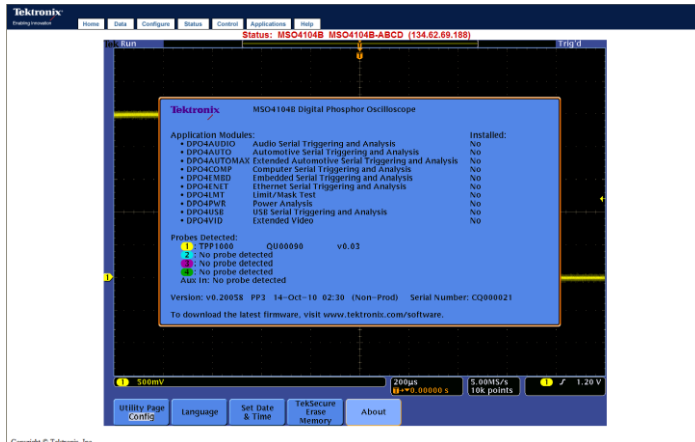 Tektronix
Enabling Innovation
Home Data Configure Status Control Applications Help
Status: MSO4104B MSO4104B-ABCD (134.62.69.188)
Tek Run Trig'd
Tektronix MSO4104B Digital Phosphor Oscilloscope
Application Modules: Installed:
• DPO4AUDIO Audio Serial Triggering and Analysis No
• DPO4AUTO Automotive Serial Triggering and Analysis No
• DPO4AUTOMAX Extended Automotive Serial Triggering and Analysis No
• DPO4COMP Computer Serial Triggering and Analysis No
• DPO4EMBD Embedded Serial Triggering and Analysis No
• DPO4ENET Ethernet Serial Triggering and Analysis No
• DPO4LMT Limit/Mask Test No
• DPO4PWR Power Analysis No
• DPO4USB USB Serial Triggering and Analysis No
• DPO4VID Extended Video No
Probes Detected:
1 : TPP1000 QU00090 v0.03
2 : No probe detected
3 : No probe detected
4 : No probe detected
Aux In: No probe detected
Version: v0.20058 PP3 14-Oct-10 02:30 (Non-Prod) Serial Number: CQ000021
To download the latest firmware, visit www.tektronix.com/software.
1 500mV 200µs 5.00MS/s 1 1.20 V
0.00000 s 10k points
Utility Page
Config
Language
Set Date
& Time
TekSecure
Erase
Memory
About
Copyright © Tektronix, Inc.